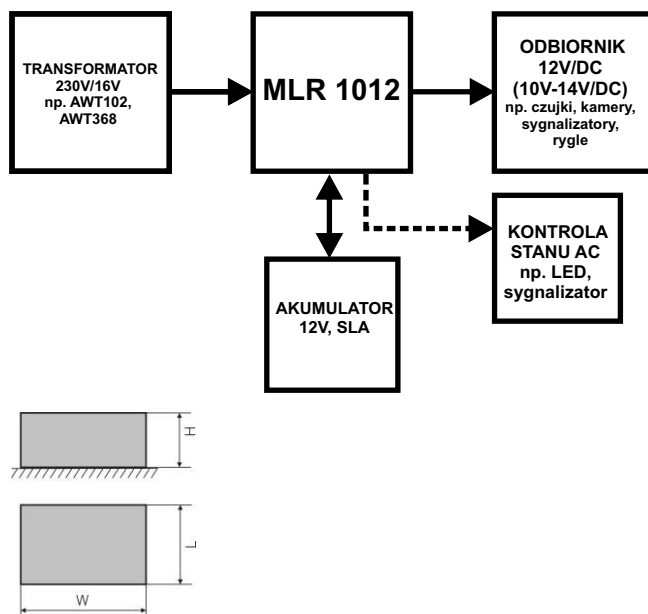 TRANSFORMATOR
230V/16V
np. AWT102,
AWT368
MLR 1012
ODBIORNIK
12V/DC
(10V-14V/DC)
np. czujki, kamery,
sygnalizatory,
rygle
KONTROLA
STANU AC
np. LED,
sygnalizator
AKUMULATOR
12V, SLA
H
L
W